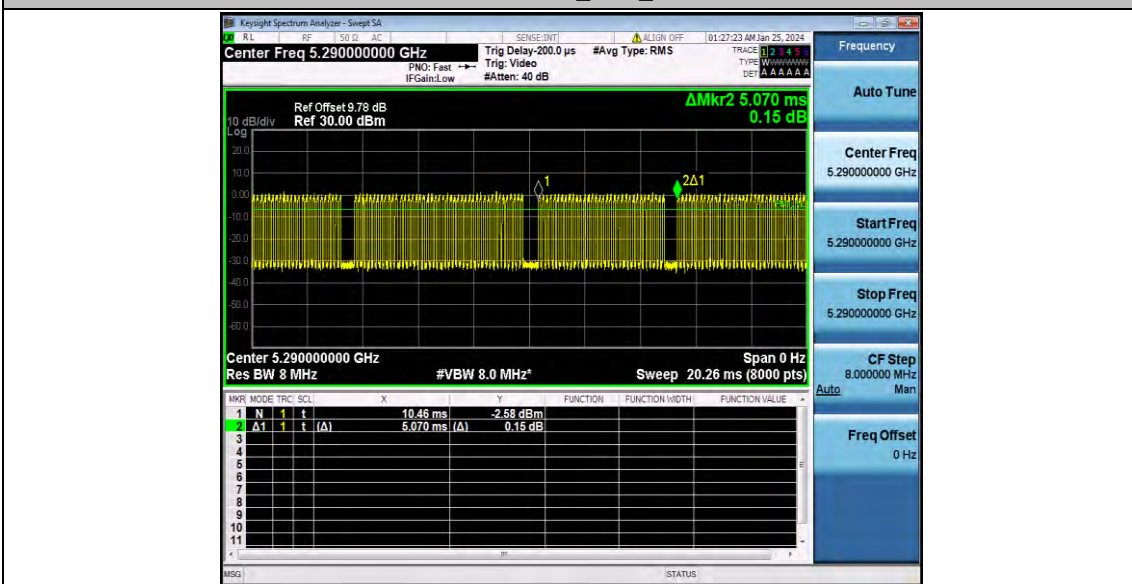 Keysight Spectrum Analyzer - Swept SA
RL RF 50 Ω AC SENSE:INT ALIGN OFF 01:27:23 AM Jan 25, 2024
Center Freq 5.290000000 GHz
PNO: Fast
IFGain:Low
Trig Delay-200.0 µs
Trig: Video
#Atten: 40 dB
#Avg Type: RMS
TRACE 1 2 3 4 5 6
TYPE W
DET A A A A A A
Frequency
Auto Tune
Center Freq
5.290000000 GHz
Start Freq
5.290000000 GHz
Stop Freq
5.290000000 GHz
CF Step
8.000000 MHz
Auto Man
Freq Offset
0 Hz
ΔMkr2 5.070 ms
0.15 dB
Ref Offset 9.78 dB
10 dB/div Ref 30.00 dBm
Log
20.0
10.0
0.00
-10.0
-20.0
-30.0
-40.0
-50.0
-60.0
1
2Δ1
Center 5.290000000 GHz Span 0 Hz
Res BW 8 MHz #VBW 8.0 MHz* Sweep 20.26 ms (8000 pts)
MKR MODE TRC SCL X Y FUNCTION FUNCTION WIDTH FUNCTION VALUE
1 N 1 t 10.46 ms -2.58 dBm
2 Δ1 1 t (Δ) 5.070 ms (Δ) 0.15 dB
3
4
5
6
7
8
9
10
11
MSG STATUS